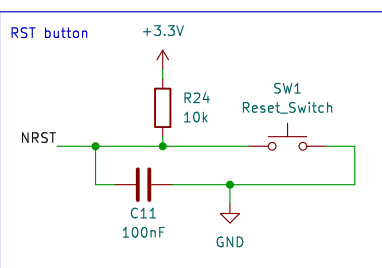 RST button
+3.3V
R24
10k
SW1
Reset_Switch
NRST
C11
100nF
GND